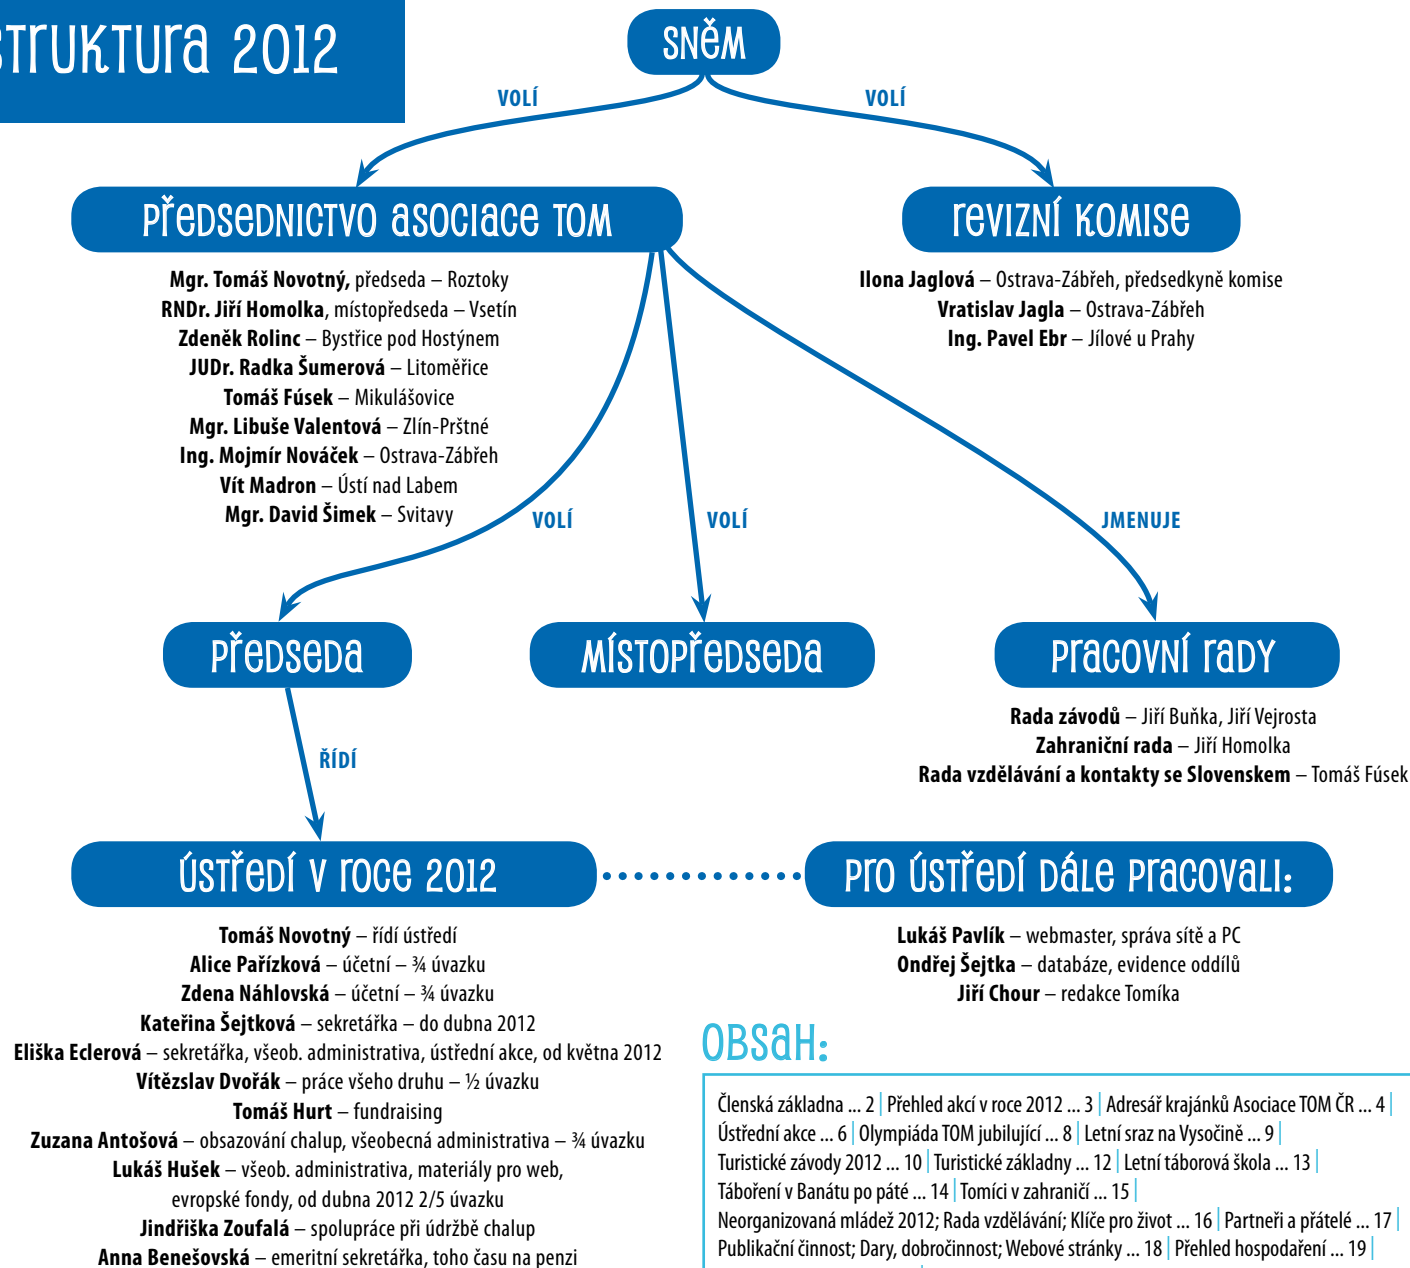 STRUKTURA 2012
SNĚM
VOLÍ
VOLÍ
PŘEDSEDNICTVO ASOCIACE TOM
Mgr. Tomáš Novotný, předseda – Roztoky
RNDr. Jiří Homolka, místopředseda – Vsetín
Zdeněk Rolinc – Bystřice pod Hostýnem
JUDr. Radka Šumerová – Litoměřice
Tomáš Fúsek – Mikulášovice
Mgr. Libuše Valentová – Zlín-Prštné
Ing. Mojmír Nováček – Ostrava-Zábřeh
Vít Madron – Ústí nad Labem
Mgr. David Šimek – Svitavy
REVIZNÍ KOMISE
Ilona Jaglová – Ostrava-Zábřeh, předsedkyně komise
Vratislav Jagla – Ostrava-Zábřeh
Ing. Pavel Ebr – Jílové u Prahy
VOLÍ
VOLÍ
JMENUJE
PŘEDSEDA
MÍSTOPŘEDSEDA
PRACOVNÍ RADY
Rada závodů – Jiří Buňka, Jiří Vejrosta
Zahraniční rada – Jiří Homolka
Rada vzdělávání a kontakty se Slovenskem – Tomáš Fúsek
ŘÍDÍ
ÚSTŘEDÍ V ROCE 2012
Tomáš Novotný – řídí ústředí
Alice Pařízková – účetní – ¾ úvazku
Zdena Náhlovská – účetní – ¾ úvazku
Kateřina Šejtková – sekretářka – do dubna 2012
Eliška Eclerová – sekretářka, všeob. administrativa, ústřední akce, od května 2012
Vítězslav Dvořák – práce všeho druhu – ½ úvazku
Tomáš Hurt – fundraising
Zuzana Antošová – obsazování chalup, všeobecná administrativa – ¾ úvazku
Lukáš Hušek – všeob. administrativa, materiály pro web,
evropské fondy, od dubna 2012 2/5 úvazku
Jindřiška Zoufalá – spolupráce při údržbě chalup
Anna Benešovská – emeritní sekretářka, toho času na penzi
PRO ÚSTŘEDÍ DÁLE PRACOVALI:
Lukáš Pavlík – webmaster, správa sítě a PC
Ondřej Šejtka – databáze, evidence oddílů
Jiří Chour – redakce Tomíka
OBSAH:
Členská základna ... 2 | Přehled akcí v roce 2012 ... 3 | Adresář krajánků Asociace TOM ČR ... 4 |
Ústřední akce ... 6 | Olympiáda TOM jubilující ... 8 | Letní sraz na Vysočině ... 9 |
Turistické závody 2012 ... 10 | Turistické základny ... 12 | Letní táborová škola ... 13 |
Táboření v Banátu po páté ... 14 | Tomíci v zahraničí ... 15 |
Neorganizovaná mládež 2012; Rada vzdělávání; Klíče pro život ... 16 | Partneři a přátelé ... 17 |
Publikační činnost; Dary, dobročinnost; Webové stránky ... 18 | Přehled hospodaření ... 19 |